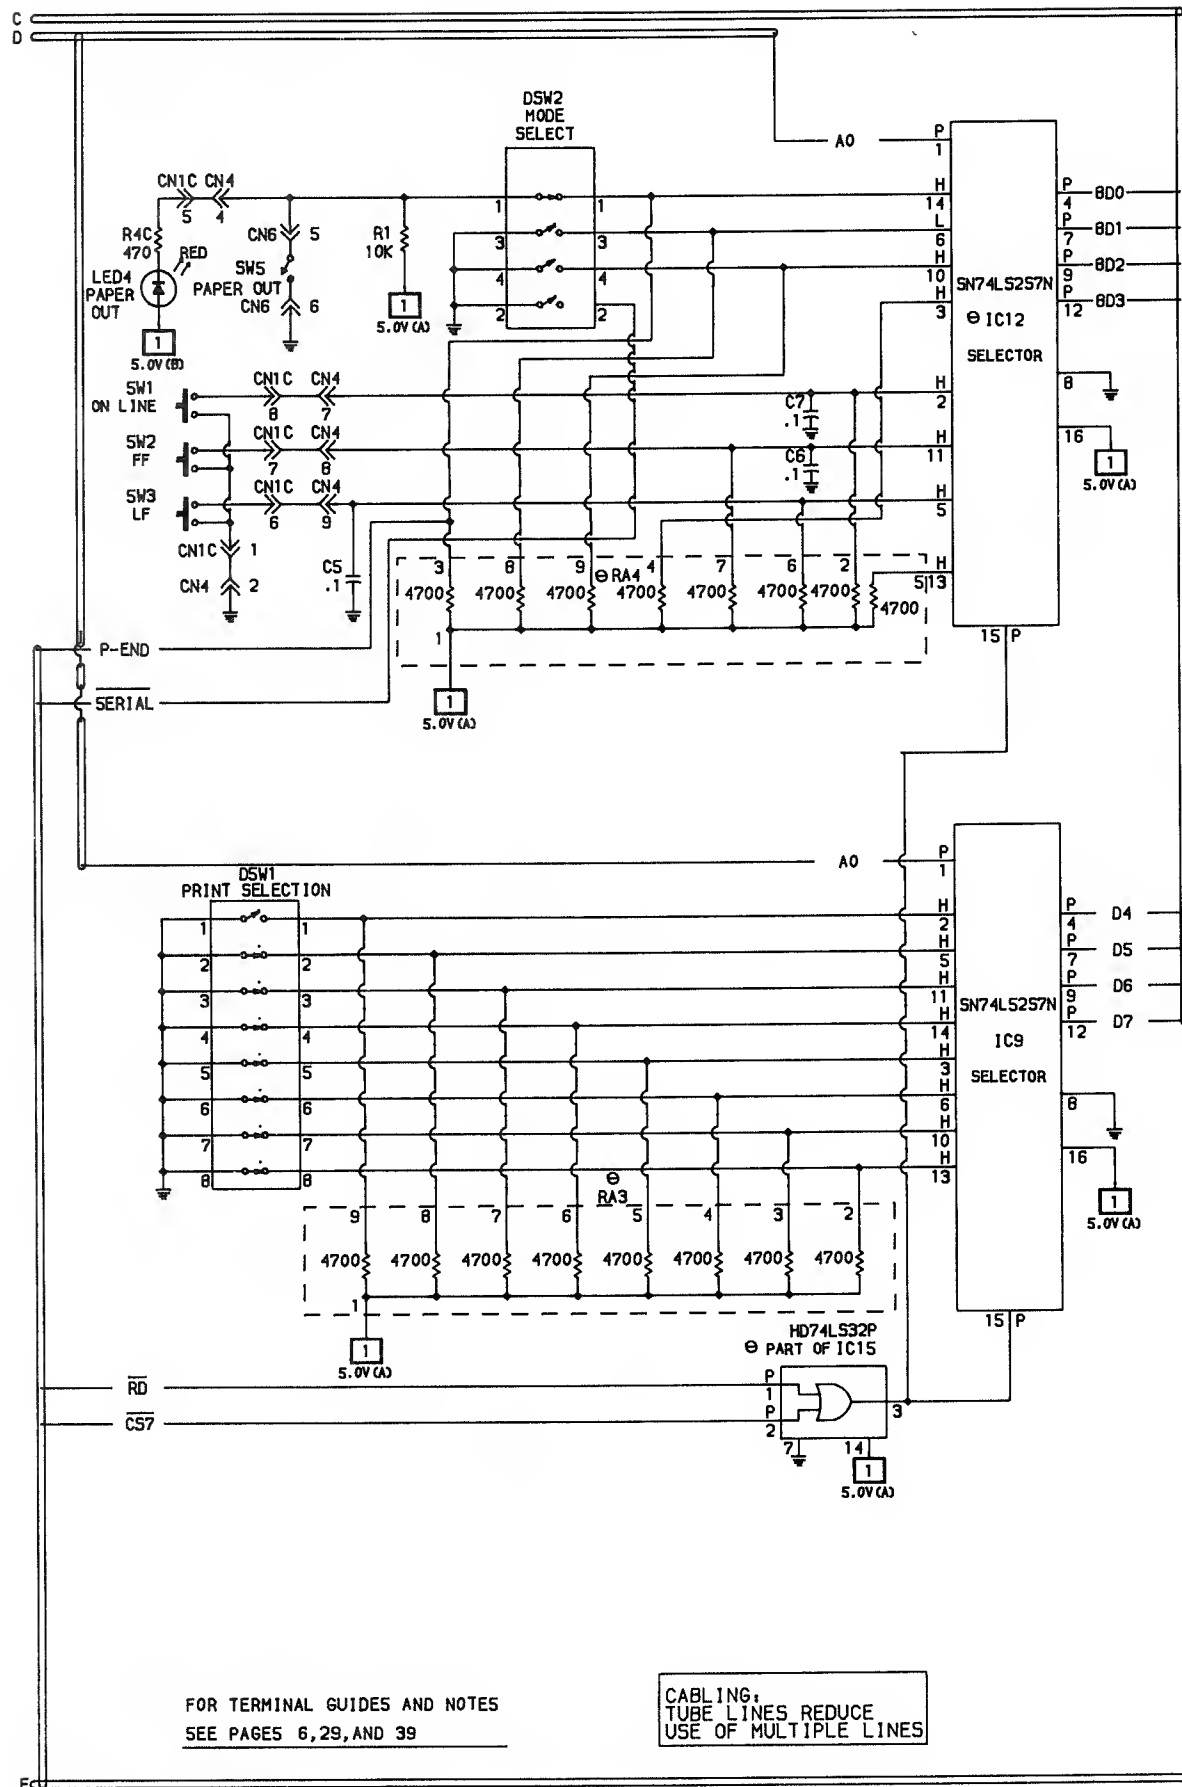 C
D
DSW2
MODE
SELECT
A0
P
1
CN1C CN4
5 4
R4C
470
RED
LED4
PAPER
OUT
1
5.0V(B)
CN6 5
SW5
PAPER OUT
CN6 6
R1
10K
1
5.0V(A)
1 1
3 3
4 4
2 2
H
14
L
6
H
10
H
3
SN74LS257N
⊖ IC12
SELECTOR
P
4
8D0
P
7
8D1
P
9
8D2
P
12
8D3
8
16
1
5.0V(A)
SW1
ON LINE
CN1C CN4
8 7
C7
.1
H
2
SW2
FF
CN1C CN4
7 8
C6
.1
H
11
SW3
LF
CN1C CN4
6 9
H
5
CN1C 1
CN4 2
C5
.1
3 8 9 ⊖ RA4 4 7 6 2
H
5 13
4700 4700 4700 4700 4700 4700 4700 4700
1
1
5.0V(A)
15 P
P-END
SERIAL
A0
P
1
DSW1
PRINT SELECTION
1 1
2 2
3 3
4 4
5 5
6 6
7 7
8 8
H
2
H
5
H
11
H
14
H
3
H
6
H
10
H
13
SN74LS257N
IC9
SELECTOR
P
4
D4
P
7
D5
P
9
D6
P
12
D7
8
16
1
5.0V(A)
⊖
RA3
9 8 7 6 5 4 3 2
4700 4700 4700 4700 4700 4700 4700 4700
1
1
5.0V(A)
15 P
HD74LS32P
⊖ PART OF IC15
RD
P
1
CS7
P
2
3
7 14
1
5.0V(A)
FOR TERMINAL GUIDES AND NOTES
SEE PAGES 6,29,AND 39
CABLING:
TUBE LINES REDUCE
USE OF MULTIPLE LINES